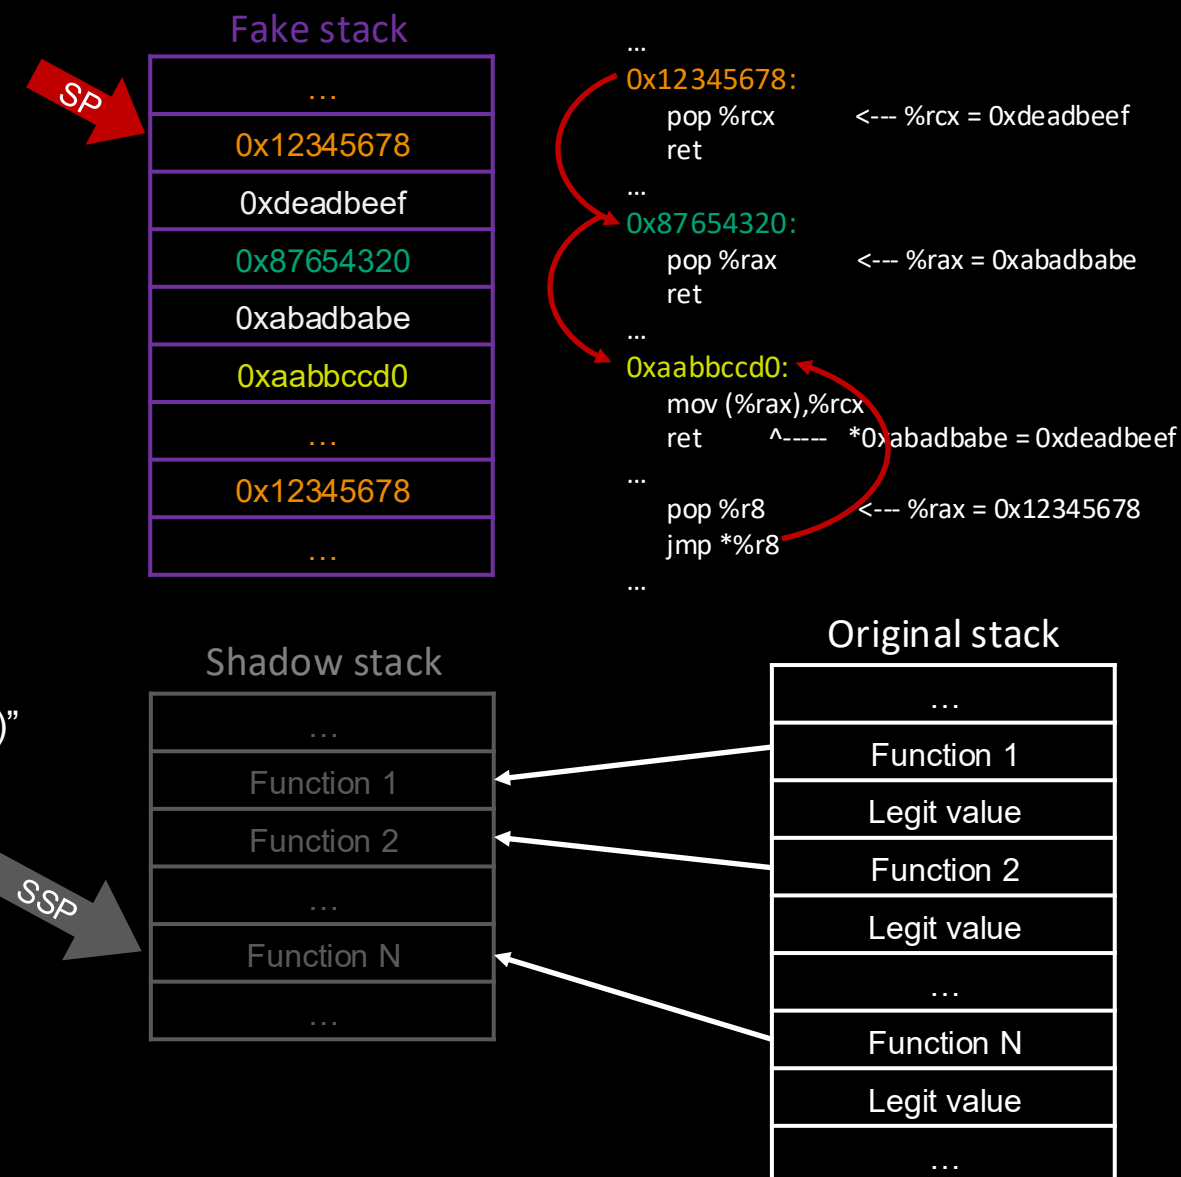 Fake stack
SP
...
0x12345678
0xdeadbeef
0x87654320
0xabadbabe
0xaabbccd0
...
0x12345678
...
...
0x12345678:
pop %rcx <--- %rcx = 0xdeadbeef
ret
...
0x87654320:
pop %rax <--- %rax = 0xabadbabe
ret
...
0xaabbccd0:
mov (%rax),%rcx
ret ^----- *0xabadbabe = 0xdeadbeef
...
pop %r8 <--- %rax = 0x12345678
jmp *%r8
...
)”
Shadow stack
...
Function 1
Function 2
...
Function N
...
SSP
Original stack
...
Function 1
Legit value
Function 2
Legit value
...
Function N
Legit value
...